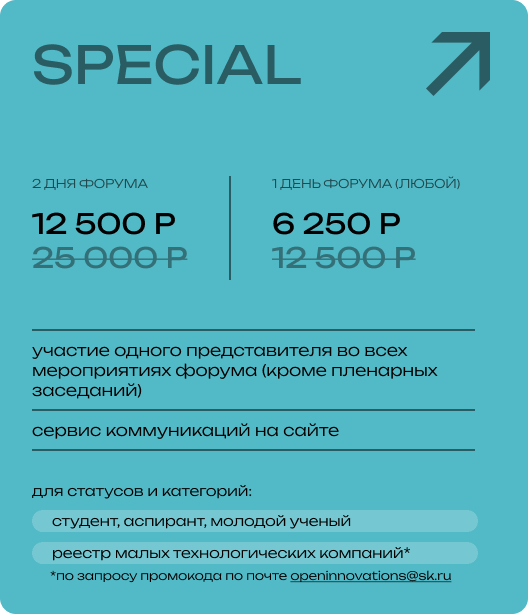 SPECIAL
2 ДНЯ ФОРУМА
12 500 Р
25 000 Р
1 ДЕНЬ ФОРУМА (ЛЮБОЙ)
6 250 Р
12 500 Р
участие одного представителя во всех
мероприятиях форума (кроме пленарных
заседаний)
сервис коммуникаций на сайте
для статусов и категорий:
студент, аспирант, молодой ученый
реестр малых технологических компаний*
*по запросу промокода по почте openinnovations@sk.ru